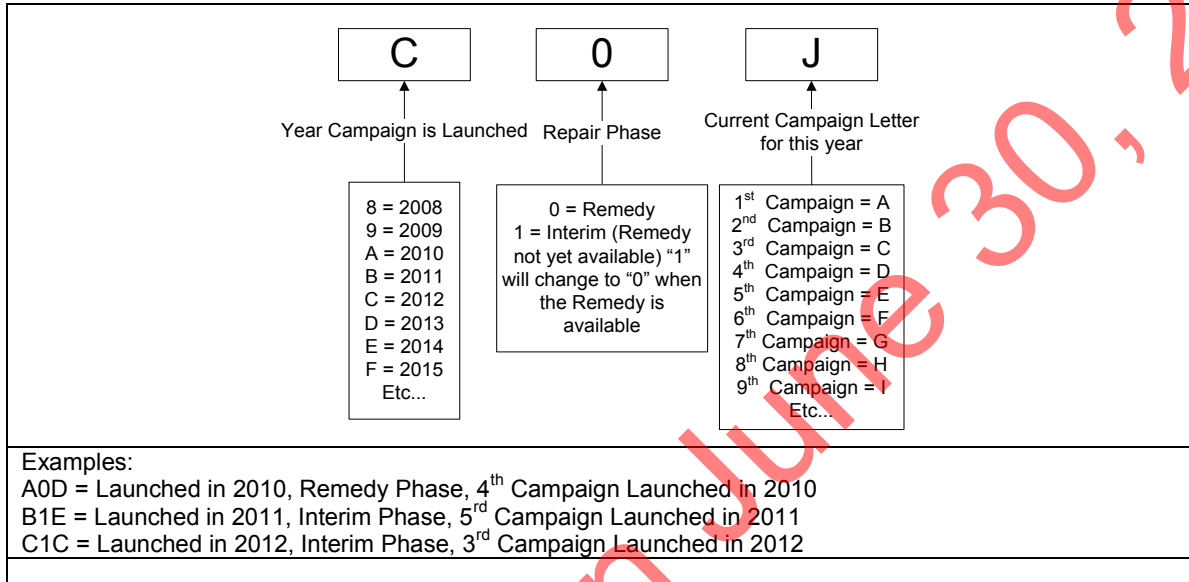 C 0 J
Year Campaign is Launched
Repair Phase
Current Campaign Letter
for this year
8 = 2008
9 = 2009
A = 2010
B = 2011
C = 2012
D = 2013
E = 2014
F = 2015
Etc...
0 = Remedy
1 = Interim (Remedy
not yet available) “1”
will change to “0” when
the Remedy is
available
1st Campaign = A
2nd Campaign = B
3rd Campaign = C
4th Campaign = D
5th Campaign = E
6th Campaign = F
7th Campaign = G
8th Campaign = H
9th Campaign = I
Etc...
Examples:
A0D = Launched in 2010, Remedy Phase, 4th Campaign Launched in 2010
B1E = Launched in 2011, Interim Phase, 5rd Campaign Launched in 2011
C1C = Launched in 2012, Interim Phase, 3rd Campaign Launched in 2012
June 30, 2